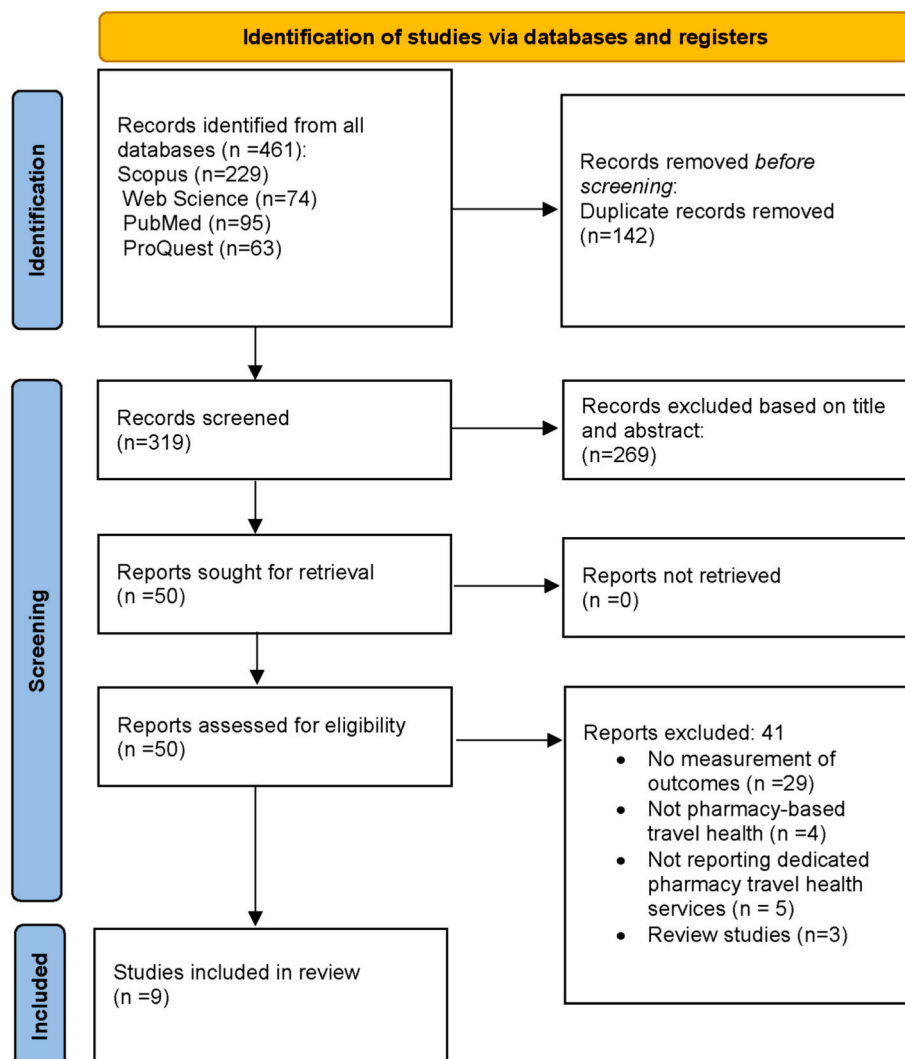 Identification of studies via databases and registers
Identification
Records identified from all
databases (n =461):
Scopus (n=229)
Web Science (n=74)
PubMed (n=95)
ProQuest (n=63)
Records removed before
screening:
Duplicate records removed
(n=142)
Screening
Records screened
(n=319)
Records excluded based on title
and abstract:
(n=269)
Reports sought for retrieval
(n =50)
Reports not retrieved
(n =0)
Reports assessed for eligibility
(n =50)
Reports excluded: 41
• No measurement of
outcomes (n =29)
• Not pharmacy-based
travel health (n =4)
• Not reporting dedicated
pharmacy travel health
services (n = 5)
• Review studies (n=3)
Included
Studies included in review
(n =9)